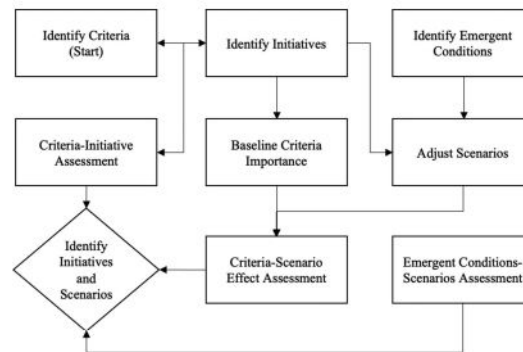 Identify Criteria
(Start)
Identify Initiatives
Identify Emergent
Conditions
Criteria-Initiative
Assessment
Baseline Criteria
Importance
Adjust Scenarios
Identify
Initiatives
and
Scenarios
Criteria-Scenario
Effect Assessment
Emergent Conditions-
Scenarios Assessment